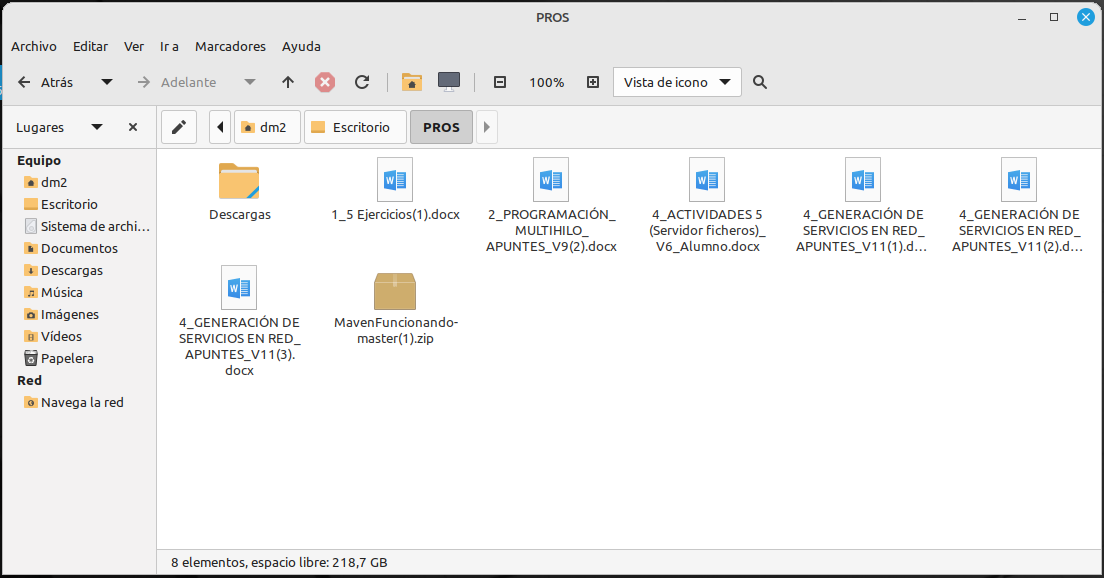 PROS
Archivo Editar Ver Ir a Marcadores Ayuda
Atrás Adelante 100% Vista de icono
Lugares dm2 Escritorio PROS
Equipo
dm2
Escritorio
Sistema de archi...
Documentos
Descargas
Música
Imágenes
Vídeos
Papelera
Red
Navega la red
Descargas
1_5 Ejercicios(1).docx
2_PROGRAMACIÓN_
MULTIHILO_
APUNTES_V9(2).docx
4_ACTIVIDADES 5
(Servidor ficheros)_
V6_Alumno.docx
4_GENERACIÓN DE
SERVICIOS EN RED_
APUNTES_V11(1).d...
4_GENERACIÓN DE
SERVICIOS EN RED_
APUNTES_V11(2).d...
4_GENERACIÓN DE
SERVICIOS EN RED_
APUNTES_V11(3).
docx
MavenFuncionando-
master(1).zip
8 elementos, espacio libre: 218,7 GB